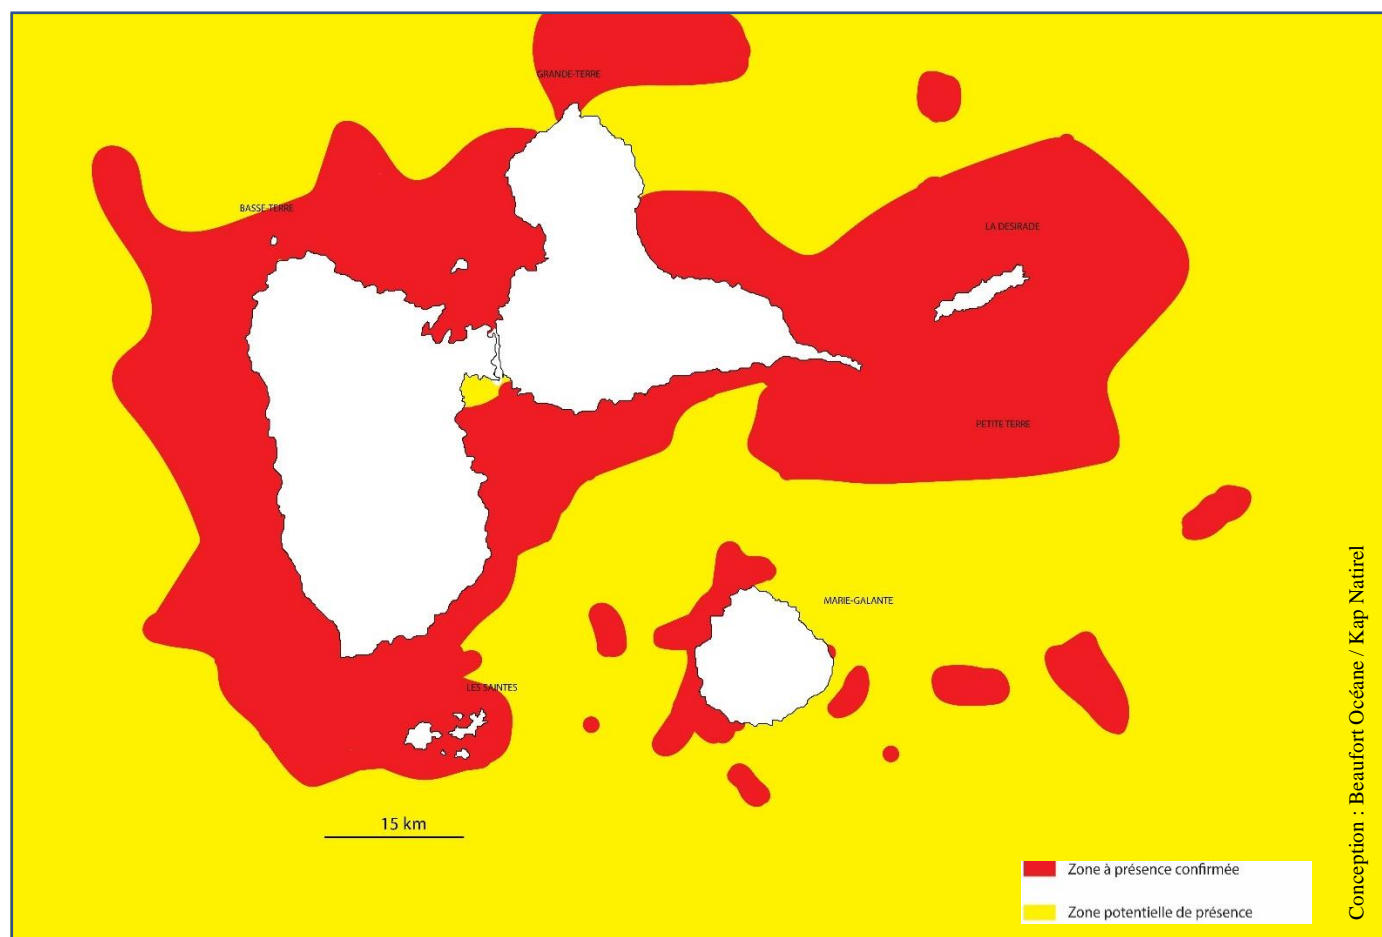 GRANDE-TERRE
BASSE-TERRE
LA DESIRADE
PETITE TERRE
MARIE-GALANTE
LES SAINTES
15 km
Zone à présence confirmée
Zone potentielle de présence
Conception : Beaufort Océane / Kap Natirel